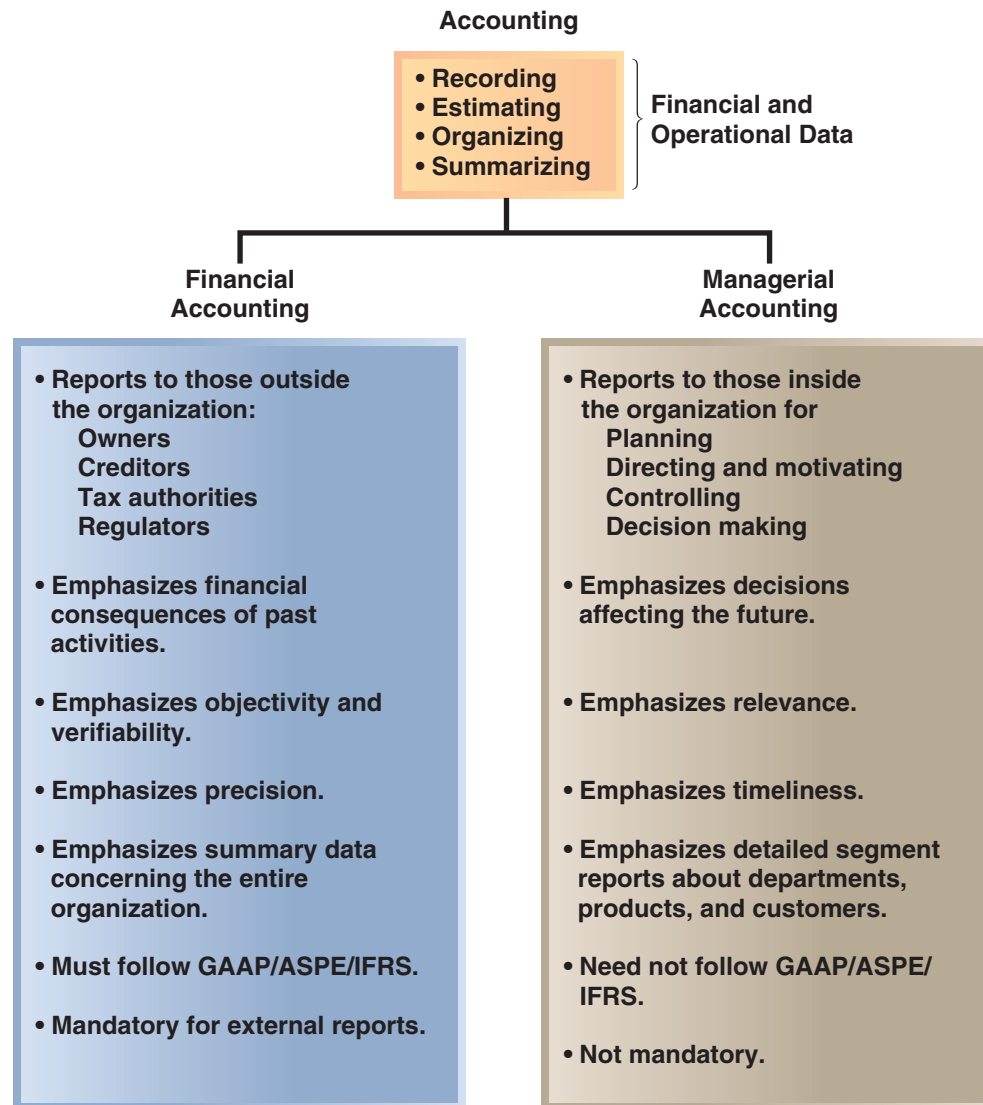 Accounting
• Recording
• Estimating
• Organizing
• Summarizing
Financial and
Operational Data
Financial
Accounting
• Reports to those outside
the organization:
Owners
Creditors
Tax authorities
Regulators
• Emphasizes financial
consequences of past
activities.
• Emphasizes objectivity and
verifiability.
• Emphasizes precision.
• Emphasizes summary data
concerning the entire
organization.
• Must follow GAAP/ASPE/IFRS.
• Mandatory for external reports.
Managerial
Accounting
• Reports to those inside
the organization for
Planning
Directing and motivating
Controlling
Decision making
• Emphasizes decisions
affecting the future.
• Emphasizes relevance.
• Emphasizes timeliness.
• Emphasizes detailed segment
reports about departments,
products, and customers.
• Need not follow GAAP/ASPE/
IFRS.
• Not mandatory.